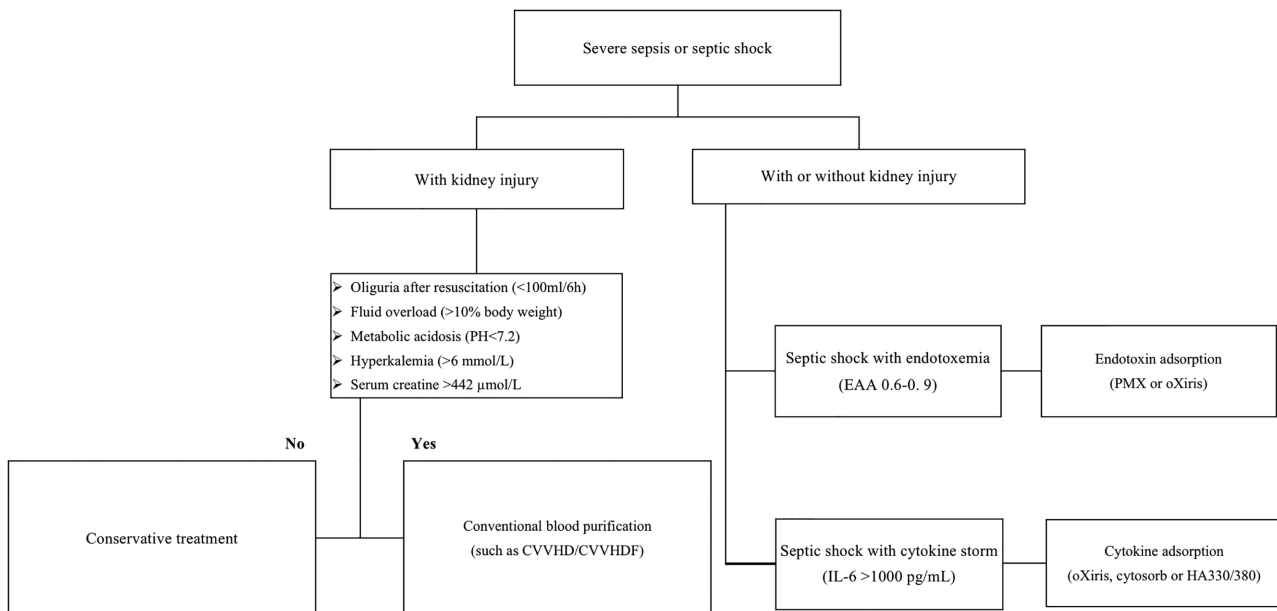 Severe sepsis or septic shock
With kidney injury
With or without kidney injury
➢ Oliguria after resuscitation (<100ml/6h)
➢ Fluid overload (>10% body weight)
➢ Metabolic acidosis (PH<7.2)
➢ Hyperkalemia (>6 mmol/L)
➢ Serum creatine >442 µmol/L
Septic shock with endotoxemia
(EAA 0.6-0. 9)
Endotoxin adsorption
(PMX or oXiris)
No
Yes
Conservative treatment
Conventional blood purification
(such as CVVHD/CVVHDF)
Septic shock with cytokine storm
(IL-6 >1000 pg/mL)
Cytokine adsorption
(oXiris, cytosorb or HA330/380)